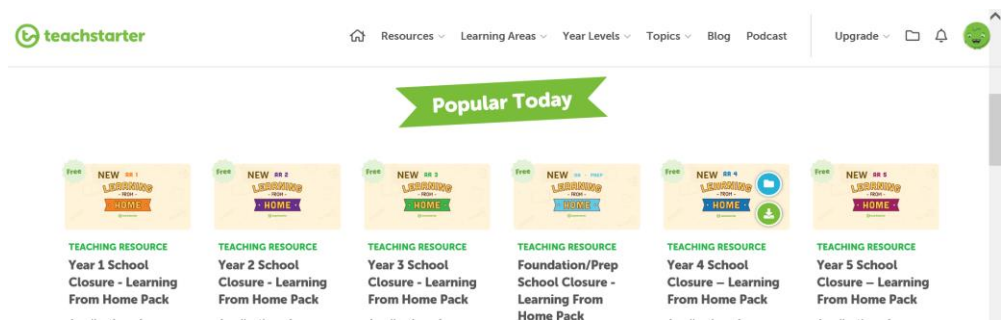 teachstarter
Resources Learning Areas Year Levels Topics Blog Podcast Upgrade
Popular Today
Free NEW LEARNING - FROM - HOME
Free NEW LEARNING - FROM - HOME
Free NEW LEARNING - FROM - HOME
Free NEW LEARNING - FROM - HOME
Free NEW LEARNING - FROM - HOME
Free NEW LEARNING - FROM - HOME
TEACHING RESOURCE
Year 1 School
Closure - Learning
From Home Pack
TEACHING RESOURCE
Year 2 School
Closure - Learning
From Home Pack
TEACHING RESOURCE
Year 3 School
Closure - Learning
From Home Pack
TEACHING RESOURCE
Foundation/Prep
School Closure -
Learning From
Home Pack
TEACHING RESOURCE
Year 4 School
Closure – Learning
From Home Pack
TEACHING RESOURCE
Year 5 School
Closure – Learning
From Home Pack